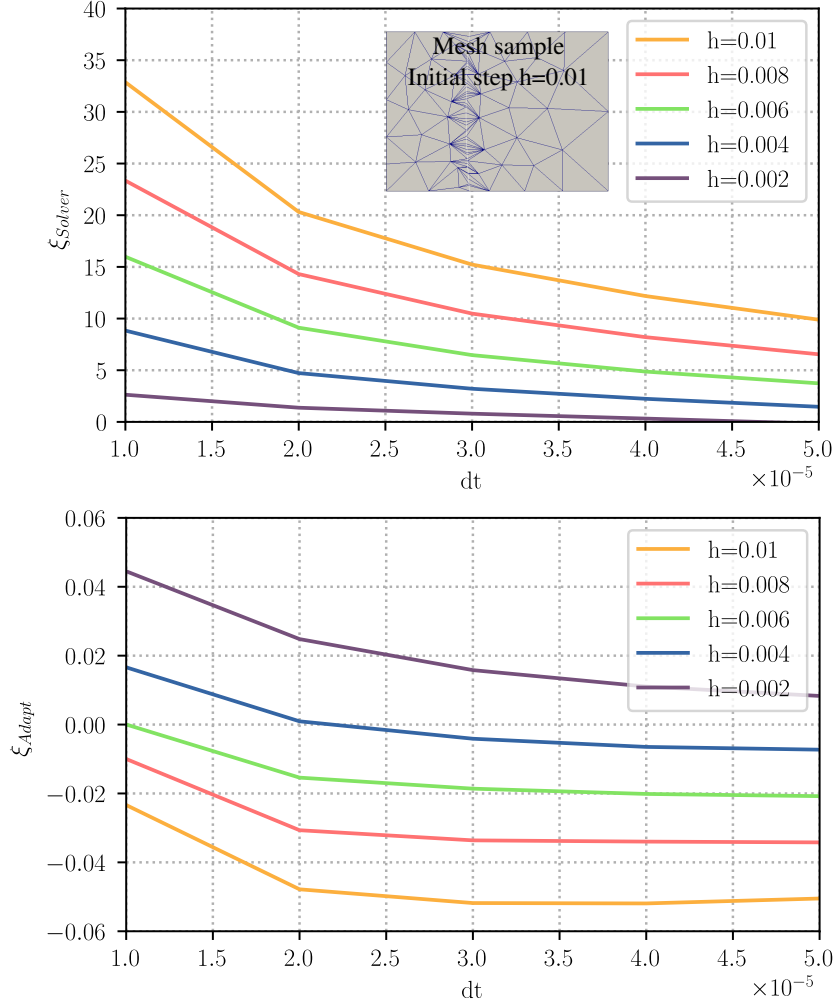 40
35
30
25
20
15
10
5
0
ξ_Solver
Mesh sample
Initial step h=0.01
h=0.01
h=0.008
h=0.006
h=0.004
h=0.002
1.0 1.5 2.0 2.5 3.0 3.5 4.0 4.5 5.0
dt
×10⁻⁵
0.06
0.04
0.02
0.00
−0.02
−0.04
−0.06
ξ_Adapt
h=0.01
h=0.008
h=0.006
h=0.004
h=0.002
1.0 1.5 2.0 2.5 3.0 3.5 4.0 4.5 5.0
dt
×10⁻⁵